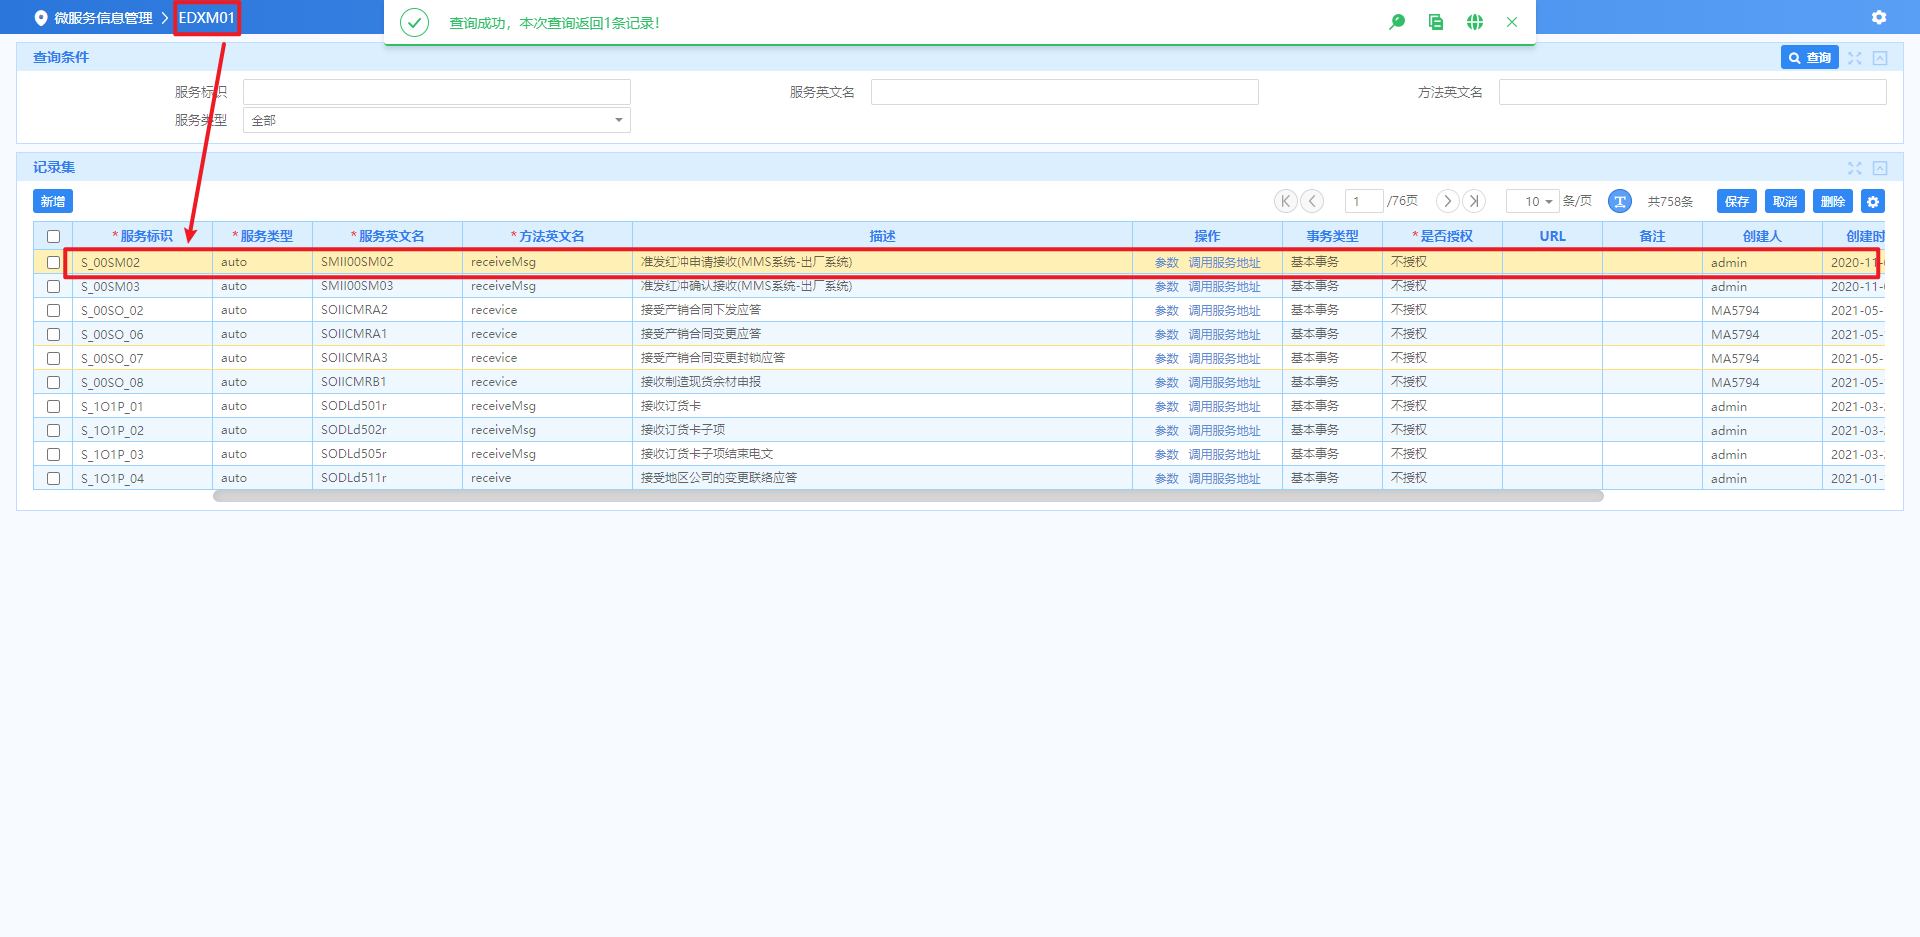 微服务信息管理 > EDXM01
查询成功，本次查询返回1条记录!
查询条件 查询
服务标识 服务英文名 方法英文名
服务类型 全部
记录集
新增 1 /76页 10 条/页 共758条 保存 取消 删除
*服务标识 *服务类型 *服务英文名 *方法英文名 描述 操作 事务类型 *是否授权 URL 备注 创建人 创建时
S_00SM02 auto SMII00SM02 receiveMsg 准发红冲申请接收(MMS系统-出厂系统) 参数 调用服务地址 基本事务 不授权 admin 2020-11-
S_00SM03 auto SMII00SM03 receiveMsg 准发红冲确认接收(MMS系统-出厂系统) 参数 调用服务地址 基本事务 不授权 admin 2020-11-
S_00SO_02 auto SOIICMRA2 recevice 接受产销合同下发应答 参数 调用服务地址 基本事务 不授权 MA5794 2021-05-
S_00SO_06 auto SOIICMRA1 recevice 接受产销合同变更应答 参数 调用服务地址 基本事务 不授权 MA5794 2021-05-
S_00SO_07 auto SOIICMRA3 recevice 接受产销合同变更封锁应答 参数 调用服务地址 基本事务 不授权 MA5794 2021-05-
S_00SO_08 auto SOIICMRB1 recevice 接收制造现货余材申报 参数 调用服务地址 基本事务 不授权 MA5794 2021-05-
S_1O1P_01 auto SODLd501r receiveMsg 接收订货卡 参数 调用服务地址 基本事务 不授权 admin 2021-03-
S_1O1P_02 auto SODLd502r receiveMsg 接收订货卡子项 参数 调用服务地址 基本事务 不授权 admin 2021-03-
S_1O1P_03 auto SODLd505r receiveMsg 接收订货卡子项结束电文 参数 调用服务地址 基本事务 不授权 admin 2021-03-
S_1O1P_04 auto SODLd511r receive 接受地区公司的变更联络应答 参数 调用服务地址 基本事务 不授权 admin 2021-01-